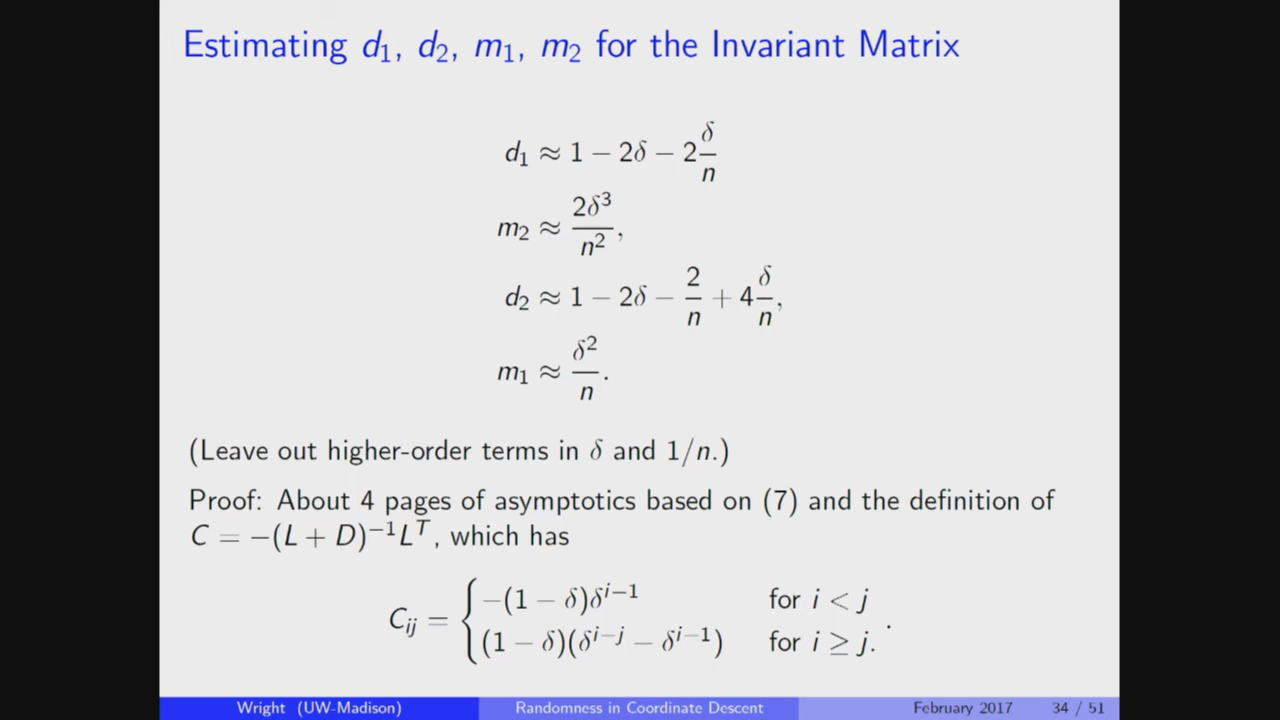 Estimating d₁, d₂, m₁, m₂ for the Invariant Matrix
d₁ ≈ 1 − 2δ − 2 δ/n
m₂ ≈ 2δ³/n²,
d₂ ≈ 1 − 2δ − 2/n + 4 δ/n,
m₁ ≈ δ²/n.
(Leave out higher-order terms in δ and 1/n.)
Proof: About 4 pages of asymptotics based on (7) and the definition of
C = −(L + D)⁻¹Lᵀ, which has
Cᵢⱼ = { −(1 − δ)δⁱ⁻¹ for i < j
(1 − δ)(δⁱ⁻ʲ − δⁱ⁻¹) for i ≥ j. .
Wright (UW-Madison) Randomness in Coordinate Descent February 2017 34 / 51